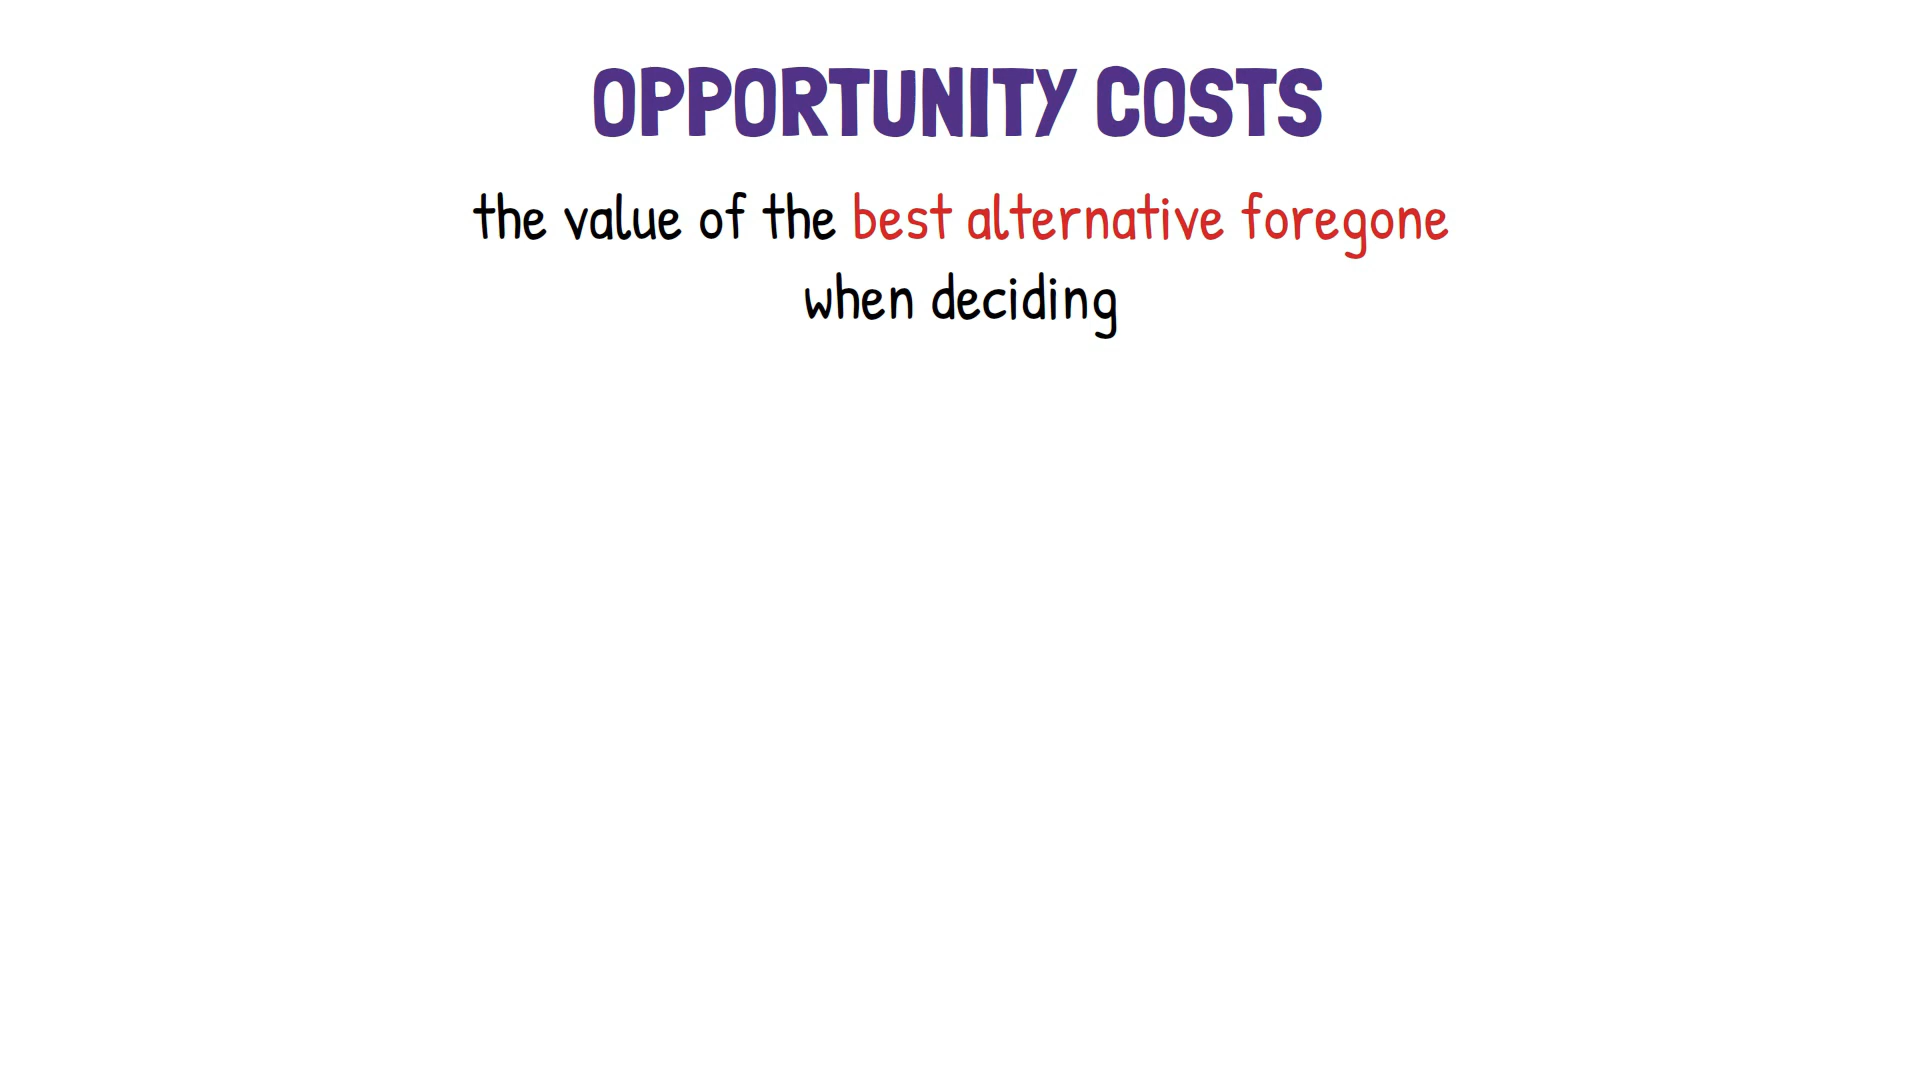 OPPORTUNITY COSTS
the value of the best alternative foregone
when deciding